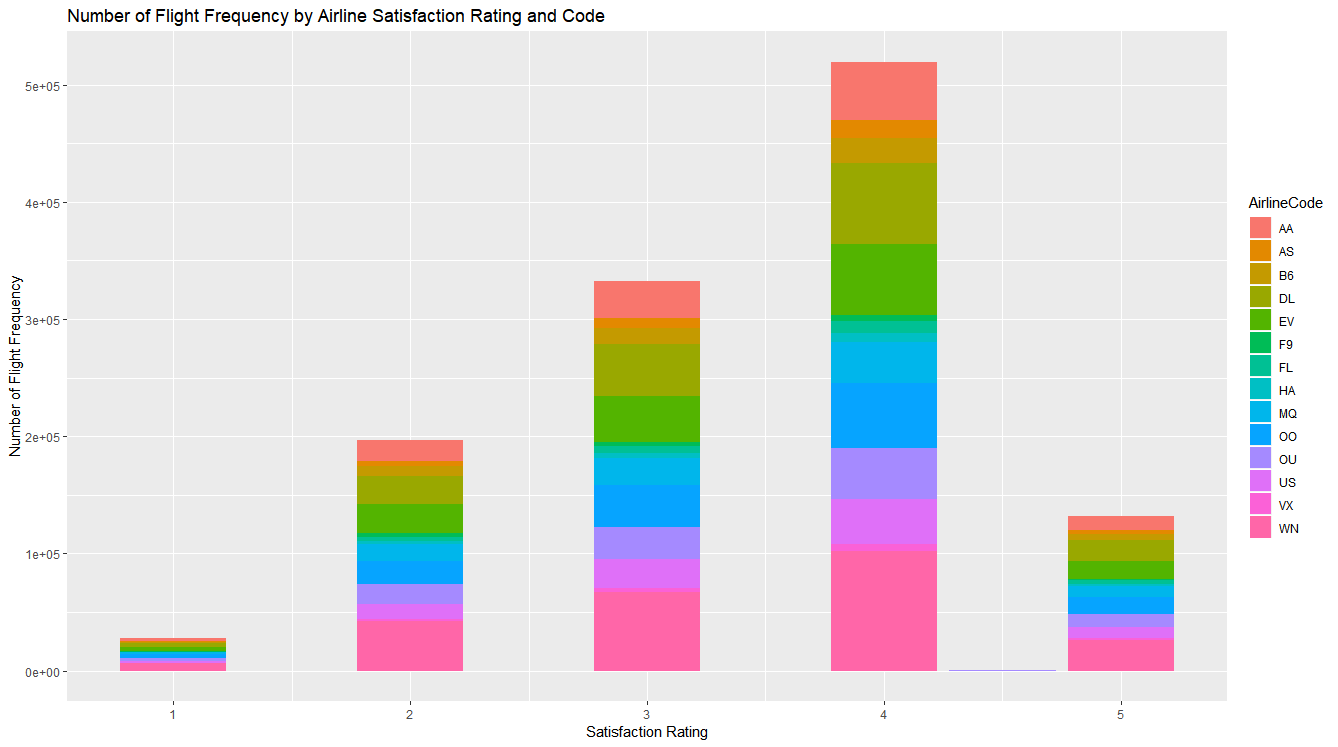 Number of Flight Frequency by Airline Satisfaction Rating and Code
Number of Flight Frequency
5e+05
4e+05
3e+05
2e+05
1e+05
0e+00
1 2 3 4 5
Satisfaction Rating
AirlineCode
AA
AS
B6
DL
EV
F9
FL
HA
MQ
OO
OU
US
VX
WN